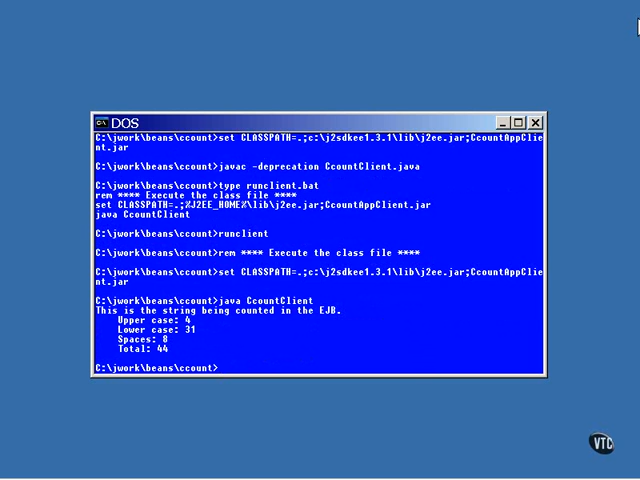 DOS
C:\jwork\beans\ccount>set CLASSPATH=.;c:\j2sdkee1.3.1\lib\j2ee.jar;CcountAppClie
nt.jar
C:\jwork\beans\ccount>javac -deprecation CcountClient.java
C:\jwork\beans\ccount>type runclient.bat
rem **** Execute the class file ****
set CLASSPATH=.;%J2EE_HOME%\lib\j2ee.jar;CcountAppClient.jar
java CcountClient
C:\jwork\beans\ccount>runclient
C:\jwork\beans\ccount>rem **** Execute the class file ****
C:\jwork\beans\ccount>set CLASSPATH=.;c:\j2sdkee1.3.1\lib\j2ee.jar;CcountAppClie
nt.jar
C:\jwork\beans\ccount>java CcountClient
This is the string being counted in the EJB.
Upper case: 4
Lower case: 31
Spaces: 8
Total: 44
C:\jwork\beans\ccount>
VTC